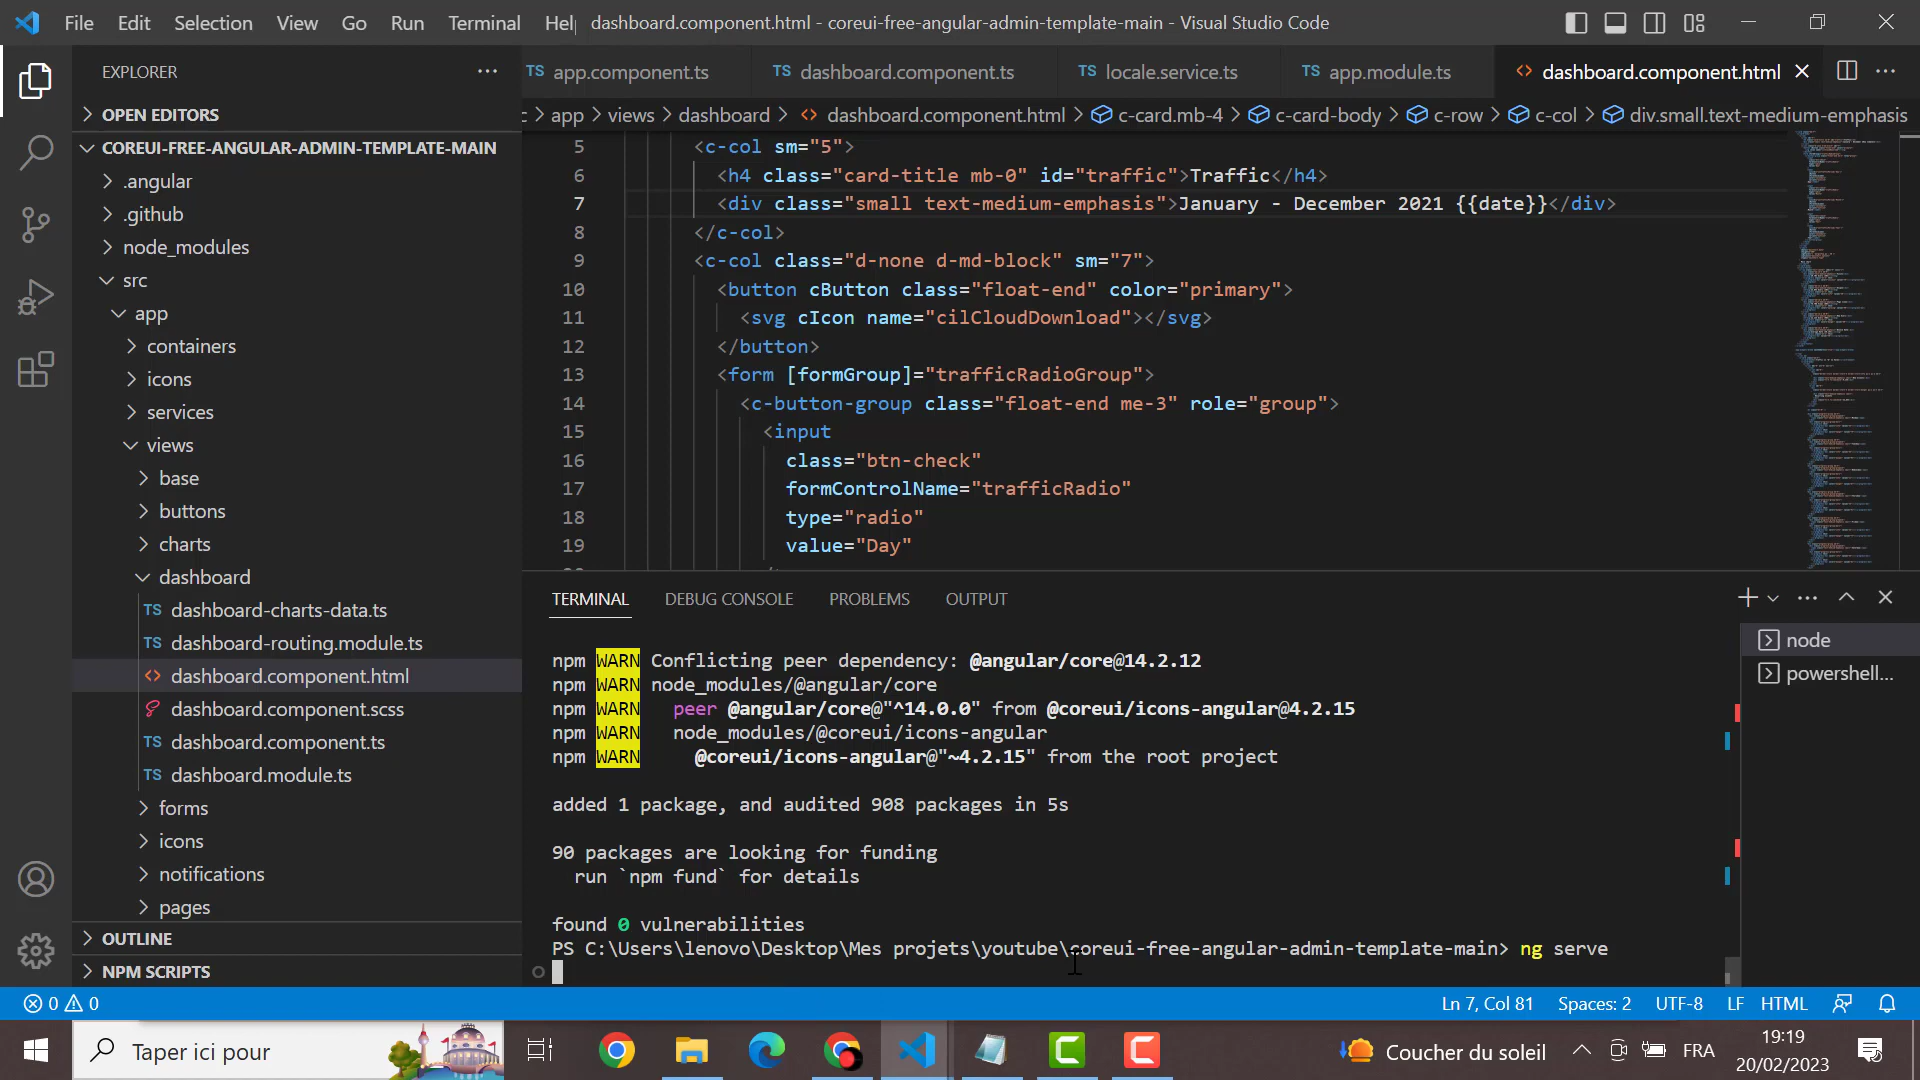 File Edit Selection View Go Run Terminal Hel dashboard.component.html - coreui-free-angular-admin-template-main - Visual Studio Code
EXPLORER
TS app.component.ts TS dashboard.component.ts TS locale.service.ts TS app.module.ts <> dashboard.component.html
OPEN EDITORS
COREUI-FREE-ANGULAR-ADMIN-TEMPLATE-MAIN
.angular
.github
node_modules
src
app
containers
icons
services
views
base
buttons
charts
dashboard
TS dashboard-charts-data.ts
TS dashboard-routing.module.ts
<> dashboard.component.html
dashboard.component.scss
TS dashboard.component.ts
TS dashboard.module.ts
forms
icons
notifications
pages
OUTLINE
NPM SCRIPTS
c > app > views > dashboard > <> dashboard.component.html > c-card.mb-4 > c-card-body > c-row > c-col > div.small.text-medium-emphasis
5 <c-col sm="5">
6 <h4 class="card-title mb-0" id="traffic">Traffic</h4>
7 <div class="small text-medium-emphasis">January - December 2021 {{date}}</div>
8 </c-col>
9 <c-col class="d-none d-md-block" sm="7">
10 <button cButton class="float-end" color="primary">
11 <svg cIcon name="cilCloudDownload"></svg>
12 </button>
13 <form [formGroup]="trafficRadioGroup">
14 <c-button-group class="float-end me-3" role="group">
15 <input
16 class="btn-check"
17 formControlName="trafficRadio"
18 type="radio"
19 value="Day"
TERMINAL DEBUG CONSOLE PROBLEMS OUTPUT
npm WARN Conflicting peer dependency: @angular/core@14.2.12
npm WARN node_modules/@angular/core
npm WARN peer @angular/core@"^14.0.0" from @coreui/icons-angular@4.2.15
npm WARN node_modules/@coreui/icons-angular
npm WARN @coreui/icons-angular@"~4.2.15" from the root project
added 1 package, and audited 908 packages in 5s
90 packages are looking for funding
run `npm fund` for details
found 0 vulnerabilities
PS C:\Users\lenovo\Desktop\Mes projets\youtube\coreui-free-angular-admin-template-main> ng serve
node
powershell...
0 0
Ln 7, Col 81 Spaces: 2 UTF-8 LF HTML
Taper ici pour
Coucher du soleil
FRA
19:19
20/02/2023